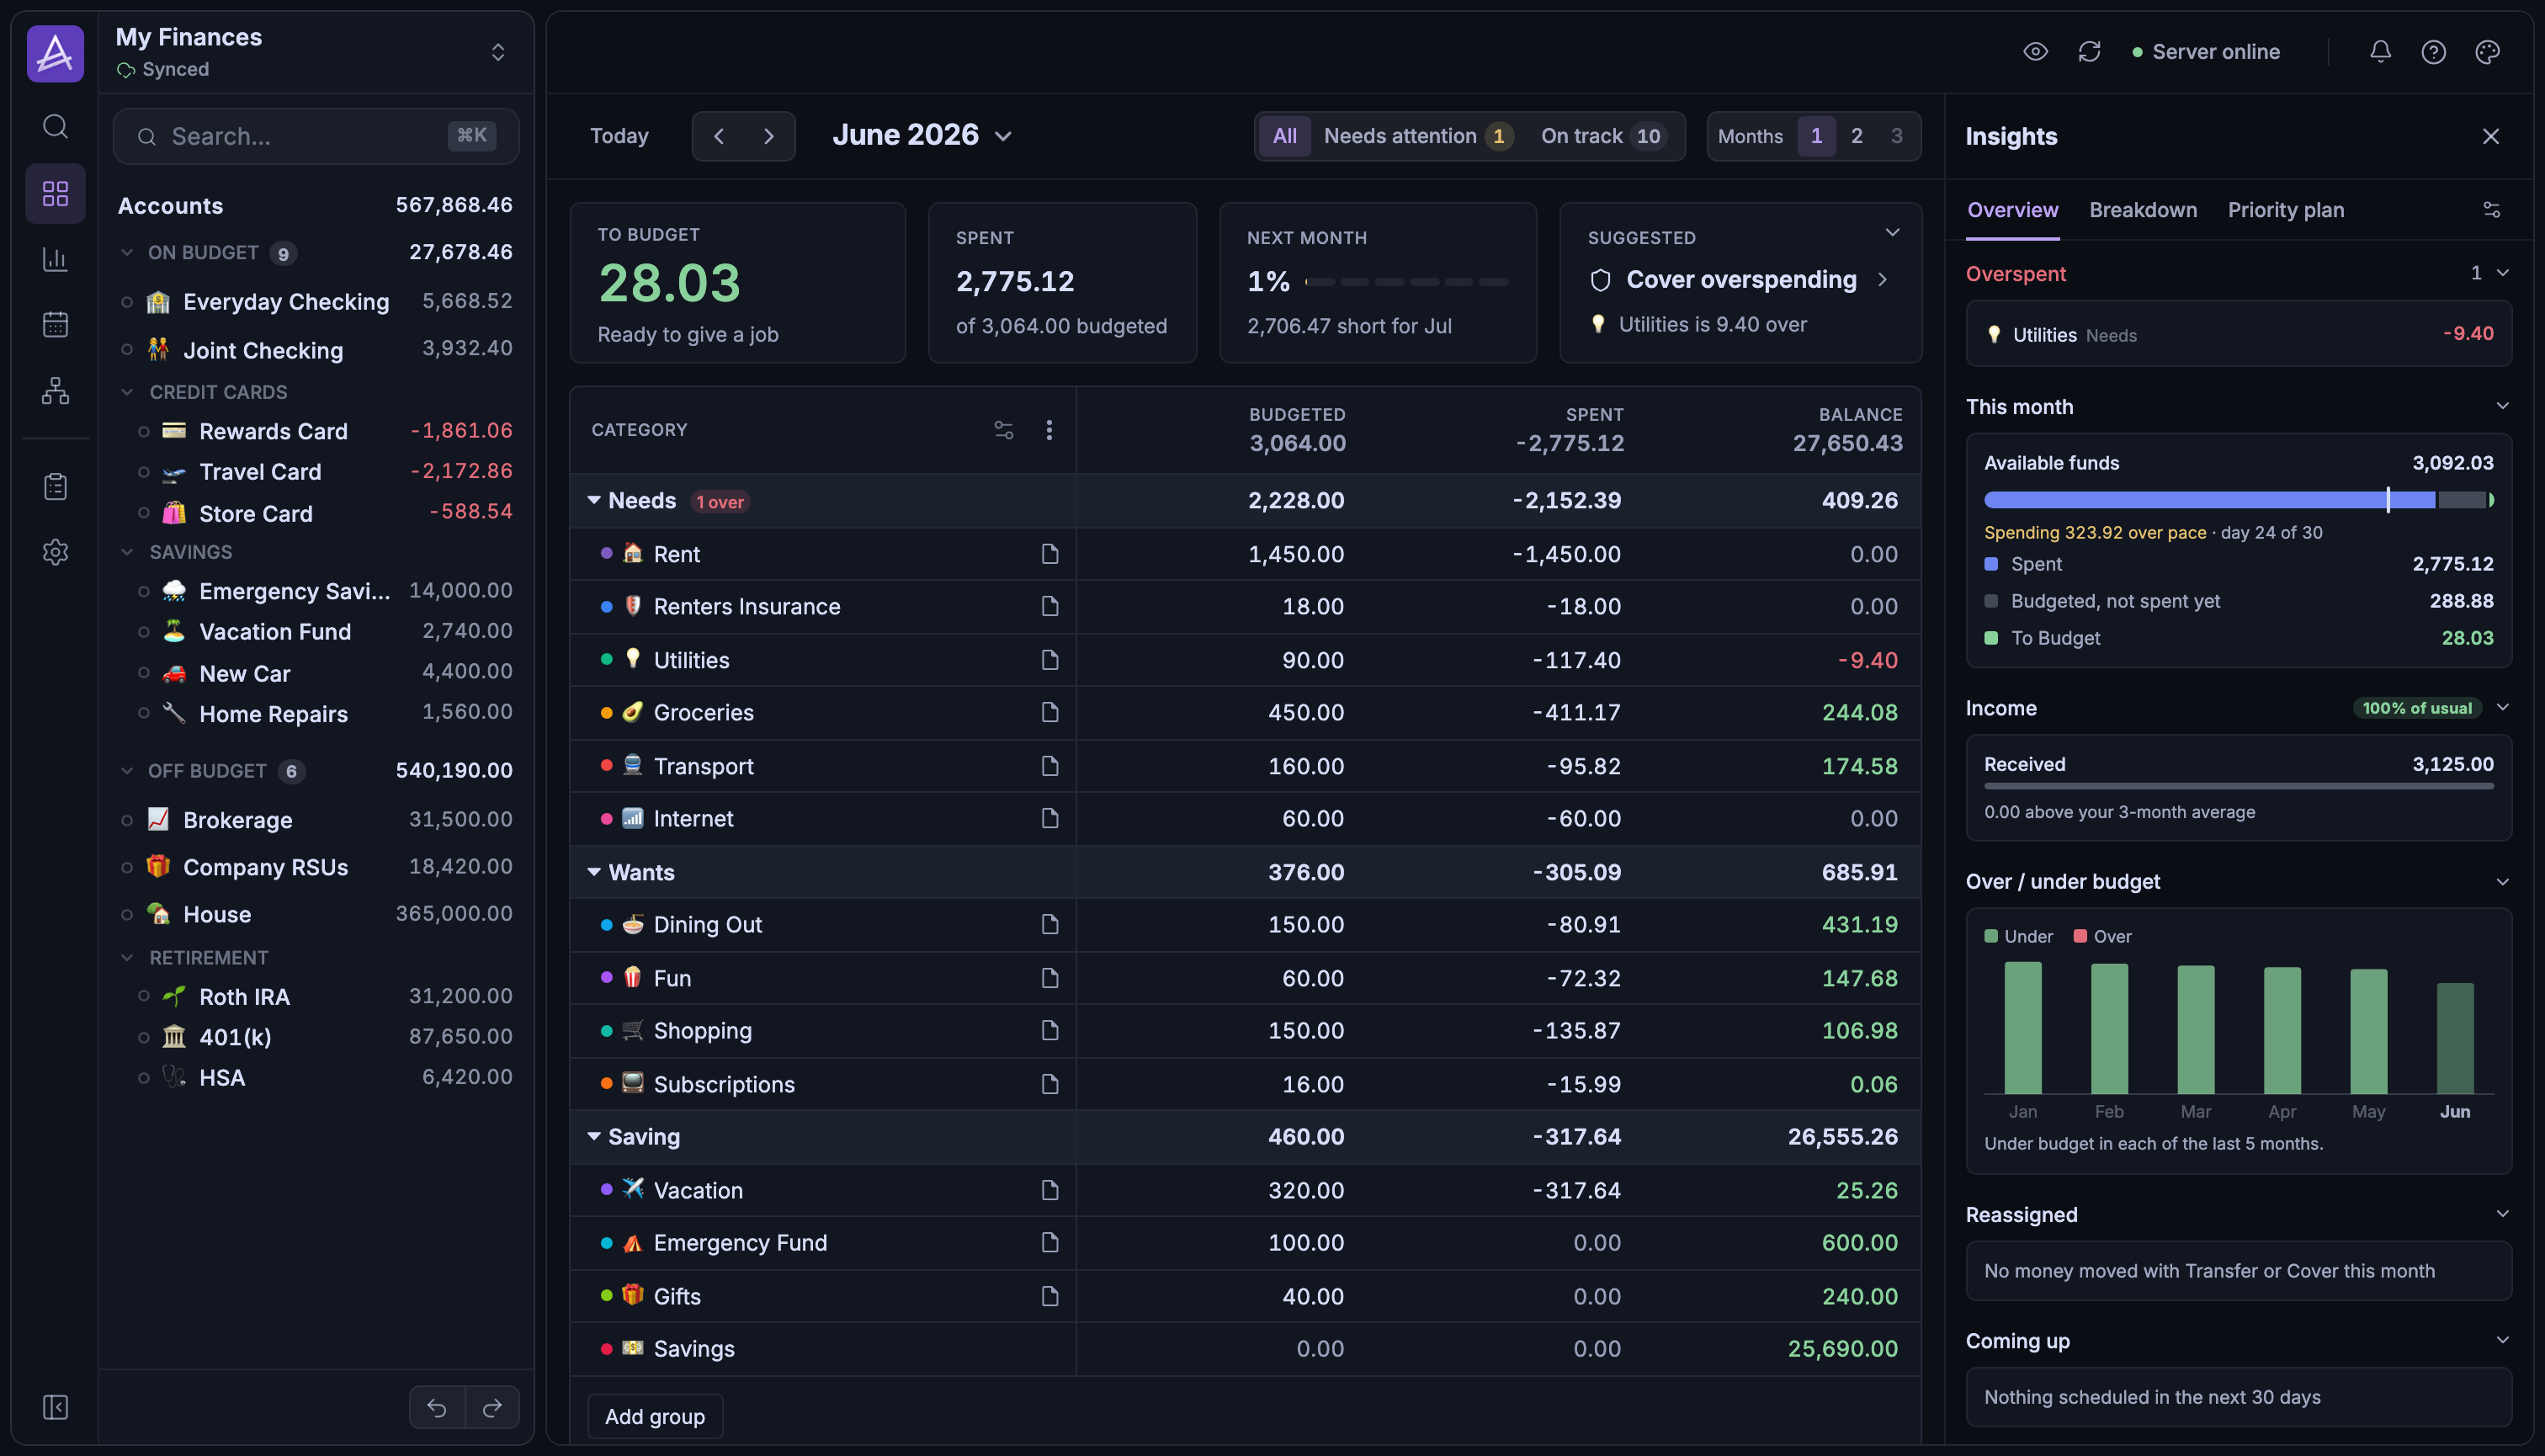 My Finances
Synced
Search...
⌘K
Accounts 567,868.46
ON BUDGET 9 27,678.46
Everyday Checking 5,668.52
Joint Checking 3,932.40
CREDIT CARDS
Rewards Card -1,861.06
Travel Card -2,172.86
Store Card -588.54
SAVINGS
Emergency Savi... 14,000.00
Vacation Fund 2,740.00
New Car 4,400.00
Home Repairs 1,560.00
OFF BUDGET 6 540,190.00
Brokerage 31,500.00
Company RSUs 18,420.00
House 365,000.00
RETIREMENT
Roth IRA 31,200.00
401(k) 87,650.00
HSA 6,420.00
Server online
Today
June 2026
All Needs attention 1 On track 10
Months 1 2 3
TO BUDGET
28.03
Ready to give a job
SPENT
2,775.12
of 3,064.00 budgeted
NEXT MONTH
1%
2,706.47 short for Jul
SUGGESTED
Cover overspending
Utilities is 9.40 over
CATEGORY
BUDGETED
3,064.00
SPENT
-2,775.12
BALANCE
27,650.43
Needs 1 over 2,228.00 -2,152.39 409.26
Rent 1,450.00 -1,450.00 0.00
Renters Insurance 18.00 -18.00 0.00
Utilities 90.00 -117.40 -9.40
Groceries 450.00 -411.17 244.08
Transport 160.00 -95.82 174.58
Internet 60.00 -60.00 0.00
Wants 376.00 -305.09 685.91
Dining Out 150.00 -80.91 431.19
Fun 60.00 -72.32 147.68
Shopping 150.00 -135.87 106.98
Subscriptions 16.00 -15.99 0.06
Saving 460.00 -317.64 26,555.26
Vacation 320.00 -317.64 25.26
Emergency Fund 100.00 0.00 600.00
Gifts 40.00 0.00 240.00
Savings 0.00 0.00 25,690.00
Add group
Insights
Overview Breakdown Priority plan
Overspent 1
Utilities Needs -9.40
This month
Available funds 3,092.03
Spending 323.92 over pace · day 24 of 30
Spent 2,775.12
Budgeted, not spent yet 288.88
To Budget 28.03
Income 100% of usual
Received 3,125.00
0.00 above your 3-month average
Over / under budget
Under Over
Jan Feb Mar Apr May Jun
Under budget in each of the last 5 months.
Reassigned
No money moved with Transfer or Cover this month
Coming up
Nothing scheduled in the next 30 days